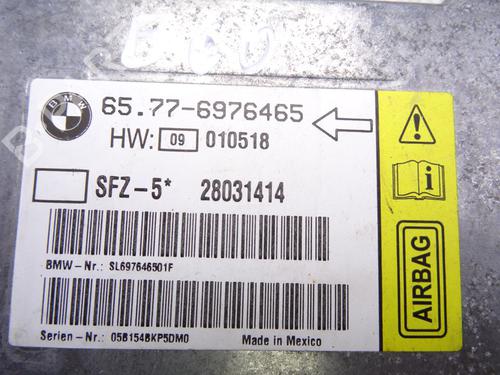 BMW
65.77-6976465
HW: 09 010518
SFZ-5* 28031414
BMW-Nr.: SL697646501F
Serien-Nr.: 05B154BKP5DM0
Made in Mexico
AIRBAG